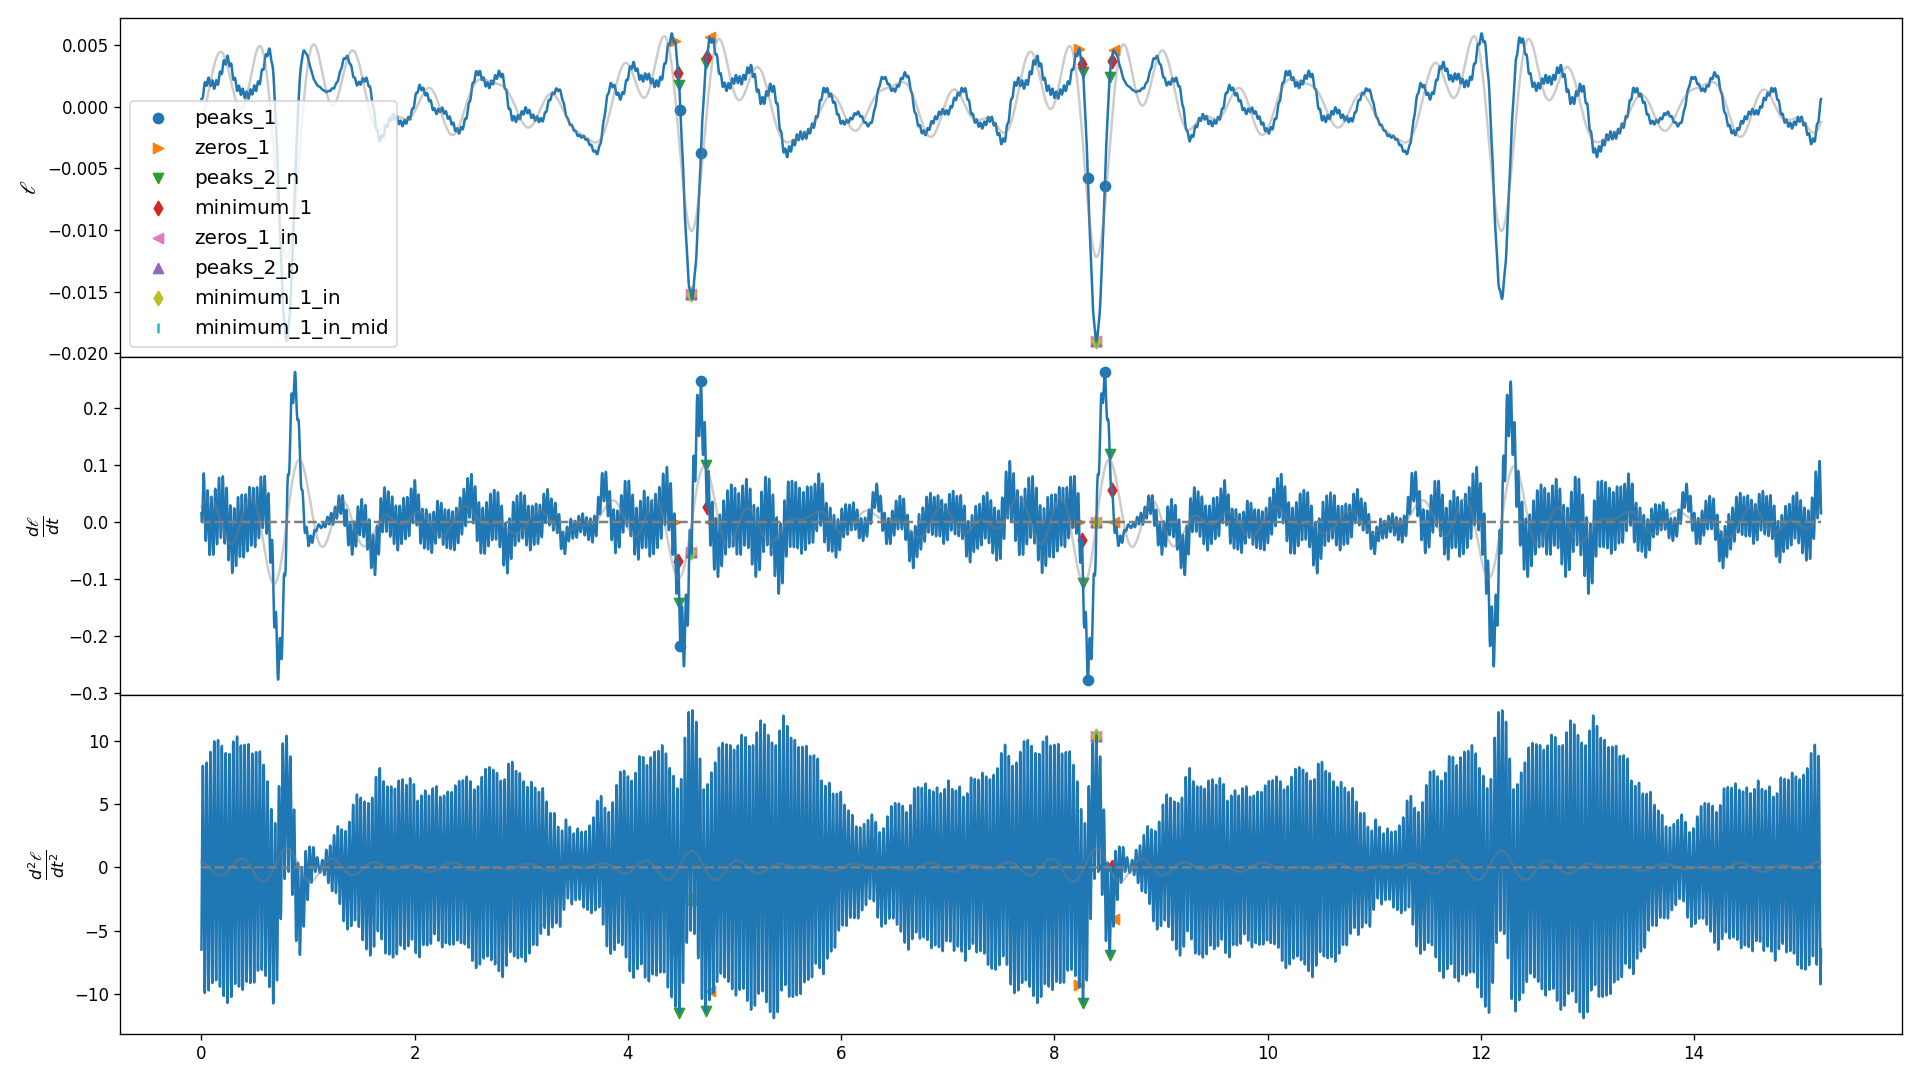 0.005
0.000
−0.005
−0.010
−0.015
−0.020
ℓ
peaks_1
zeros_1
peaks_2_n
minimum_1
zeros_1_in
peaks_2_p
minimum_1_in
minimum_1_in_mid
0.2
0.1
0.0
−0.1
−0.2
−0.3
dℓ/dt
10
5
0
−5
−10
d²ℓ/dt²
0 2 4 6 8 10 12 14